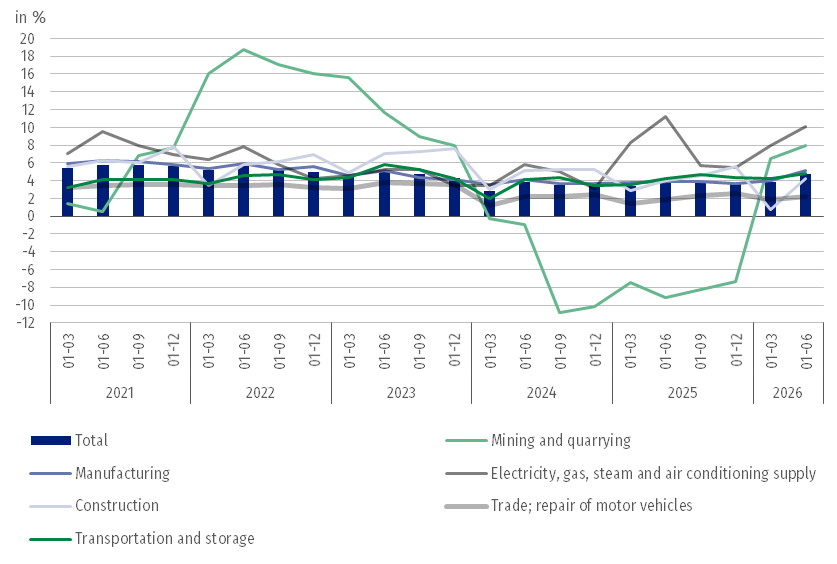 in %
20
18
16
14
12
10
8
6
4
2
0
-2
-4
-6
-8
-10
-12
01-03 01-06 01-09 01-12 01-03 01-06 01-09 01-12 01-03 01-06 01-09 01-12 01-03 01-06 01-09 01-12 01-03 01-06 01-09 01-12 01-03 01-06
2021 2022 2023 2024 2025 2026
Total Mining and quarrying
Manufacturing Electricity, gas, steam and air conditioning supply
Construction Trade; repair of motor vehicles
Transportation and storage